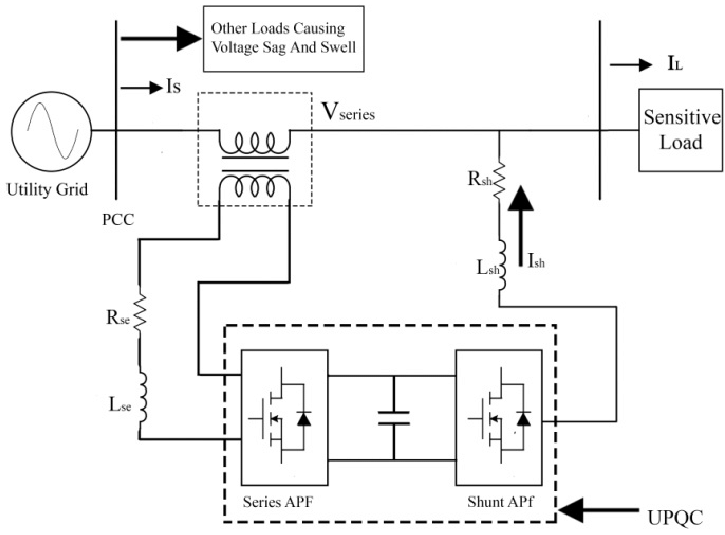 Other Loads Causing
Voltage Sag And Swell
IS
IL
Vseries
Sensitive
Load
Utility Grid
PCC
Rsh
Lsh
Ish
Rse
Lse
Series APF
Shunt APf
UPQC